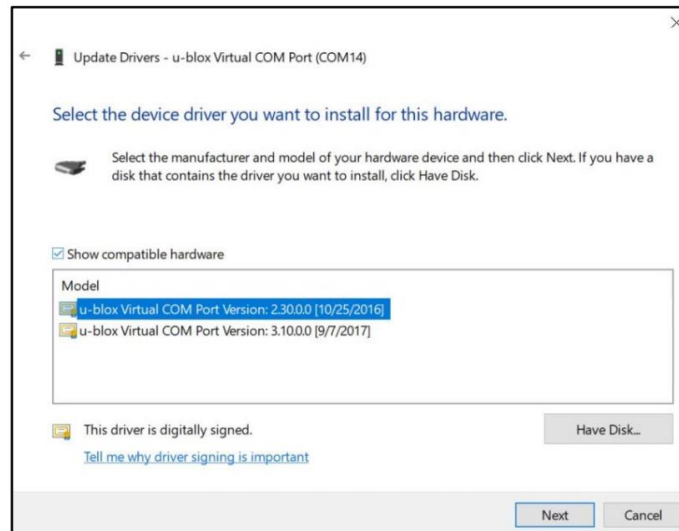 Update Drivers - u-blox Virtual COM Port (COM14)
Select the device driver you want to install for this hardware.
Select the manufacturer and model of your hardware device and then click Next. If you have a
disk that contains the driver you want to install, click Have Disk.
Show compatible hardware
Model
u-blox Virtual COM Port Version: 2.30.0.0 [10/25/2016]
u-blox Virtual COM Port Version: 3.10.0.0 [9/7/2017]
This driver is digitally signed.
Have Disk...
Tell me why driver signing is important
Next
Cancel